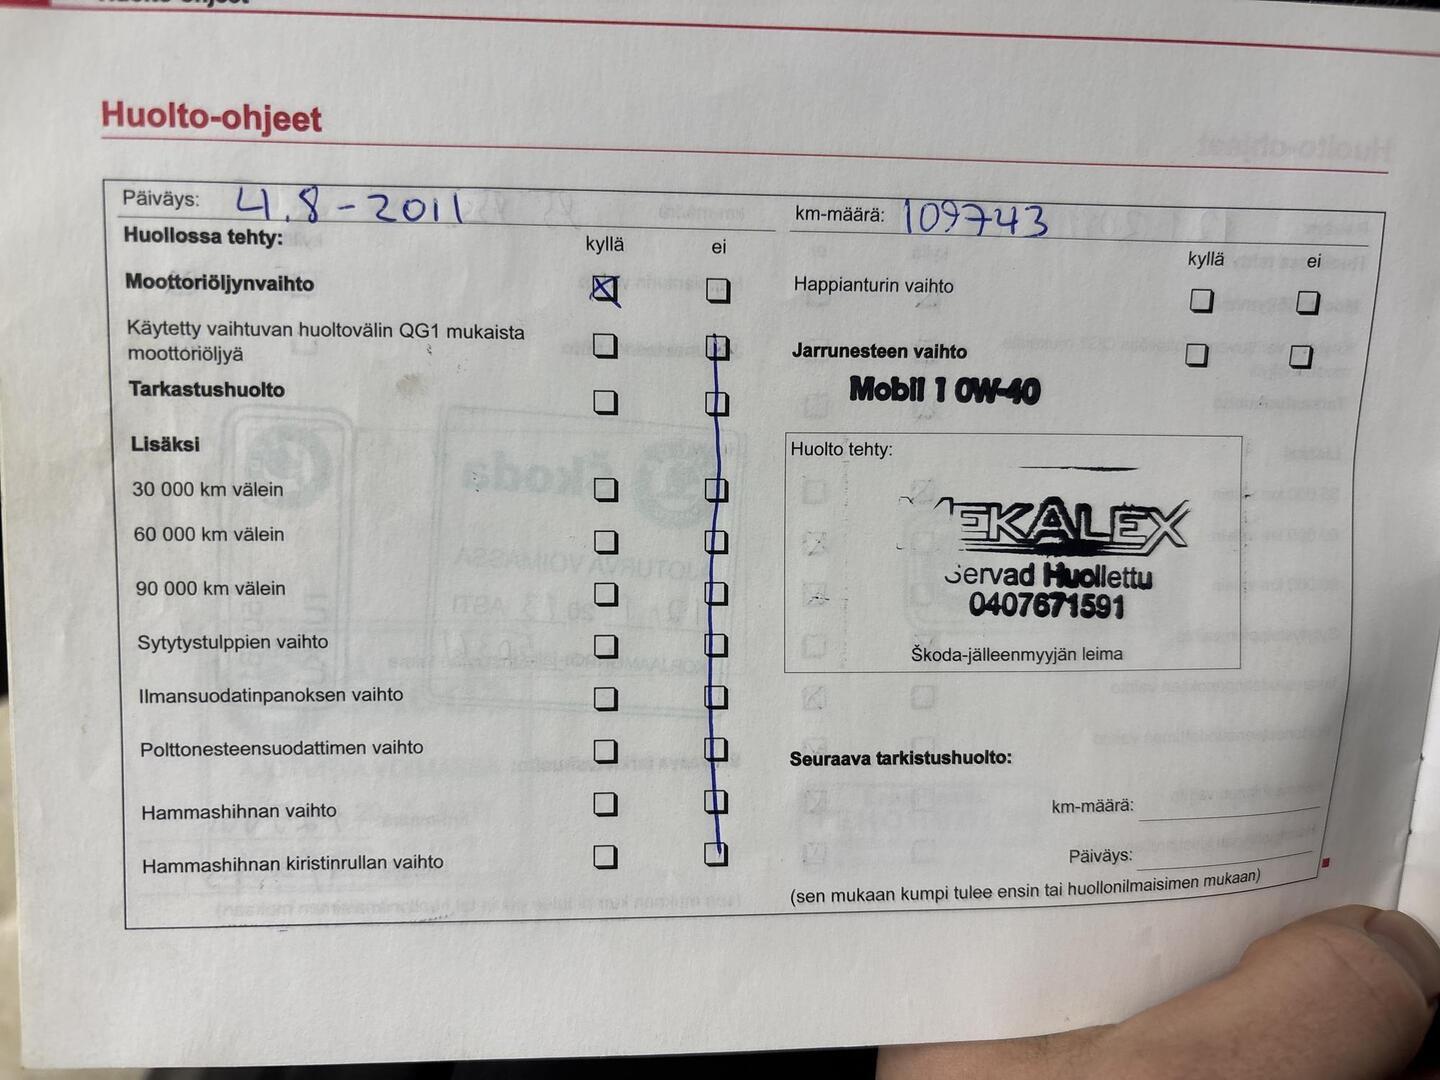 Huolto-ohjeet
Päiväys: 4.8-2011
Huollossa tehty:
kyllä ei
Moottoriöljynvaihto
Käytetty vaihtuvan huoltovälin QG1 mukaista
moottoriöljyä
Tarkastushuolto
Lisäksi
30 000 km välein
60 000 km välein
90 000 km välein
Sytytystulppien vaihto
Ilmansuodatinpanoksen vaihto
Polttonesteensuodattimen vaihto
Hammashihnan vaihto
Hammashihnan kiristinrullan vaihto
km-määrä: 109743
kyllä ei
Happianturin vaihto
Jarrunesteen vaihto
Mobil 1 0W-40
Huolto tehty:
MEKALEX
Servad Huollettu
0407671591
Škoda-jälleenmyyjän leima
Seuraava tarkistushuolto:
km-määrä:
Päiväys:
(sen mukaan kumpi tulee ensin tai huollonilmaisimen mukaan)